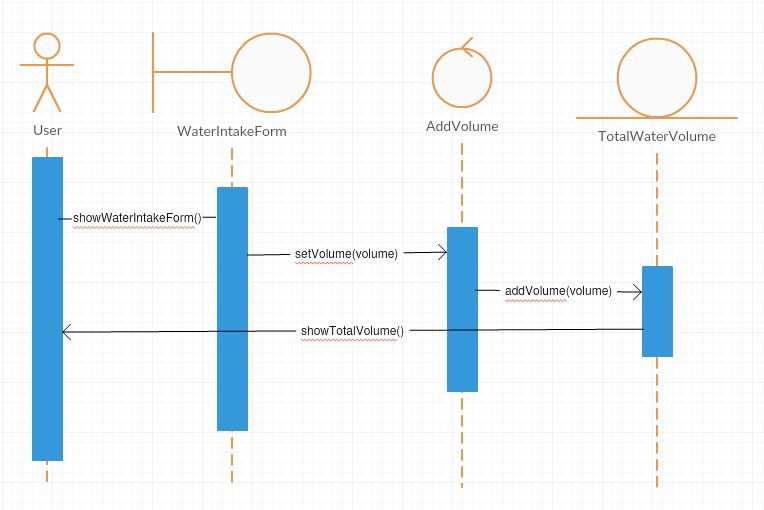 User
WaterIntakeForm
AddVolume
TotalWaterVolume
showWaterIntakeForm()
setVolume(volume)
addVolume(volume)
showTotalVolume()